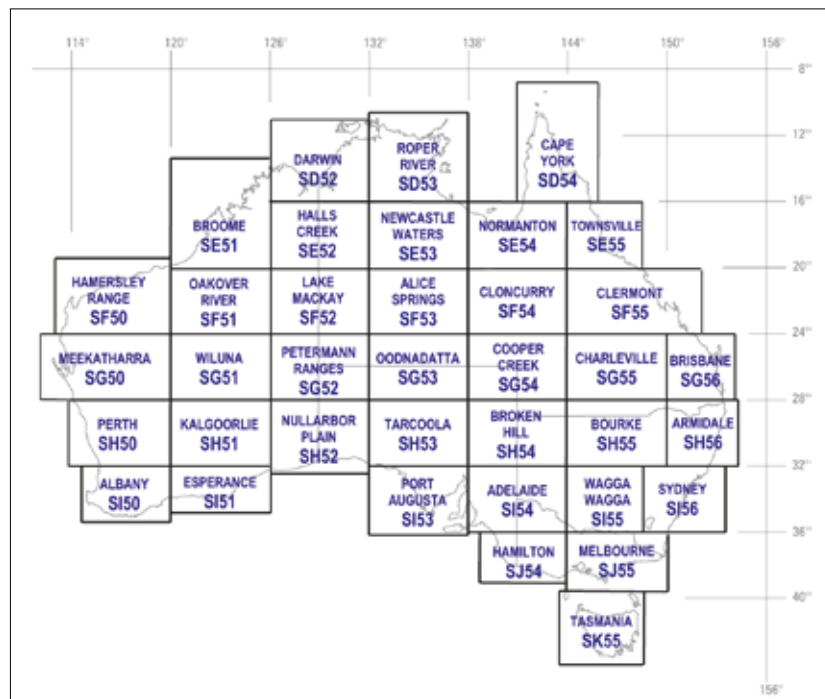 114° 120° 126° 132° 138° 144° 150° 156°
8°
12°
16°
20°
24°
28°
32°
36°
40°
156°
DARWIN
SD52
ROPER
RIVER
SD53
CAPE
YORK
SD54
BROOME
SE51
HALLS
CREEK
SE52
NEWCASTLE
WATERS
SE53
NORMANTON
SE54
TOWNSVILLE
SE55
HAMERSLEY
RANGE
SF50
OAKOVER
RIVER
SF51
LAKE
MACKAY
SF52
ALICE
SPRINGS
SF53
CLONCURRY
SF54
CLERMONT
SF55
MEEKATHARRA
SG50
WILUNA
SG51
PETERMANN
RANGES
SG52
OODNADATTA
SG53
COOPER
CREEK
SG54
CHARLEVILLE
SG55
BRISBANE
SG56
PERTH
SH50
KALGOORLIE
SH51
NULLARBOR
PLAIN
SH52
TARCOOLA
SH53
BROKEN
HILL
SH54
BOURKE
SH55
ARMIDALE
SH56
ALBANY
SI50
ESPERANCE
SI51
PORT
AUGUSTA
SI53
ADELAIDE
SI54
WAGGA
WAGGA
SI55
SYDNEY
SI56
HAMILTON
SJ54
MELBOURNE
SJ55
TASMANIA
SK55